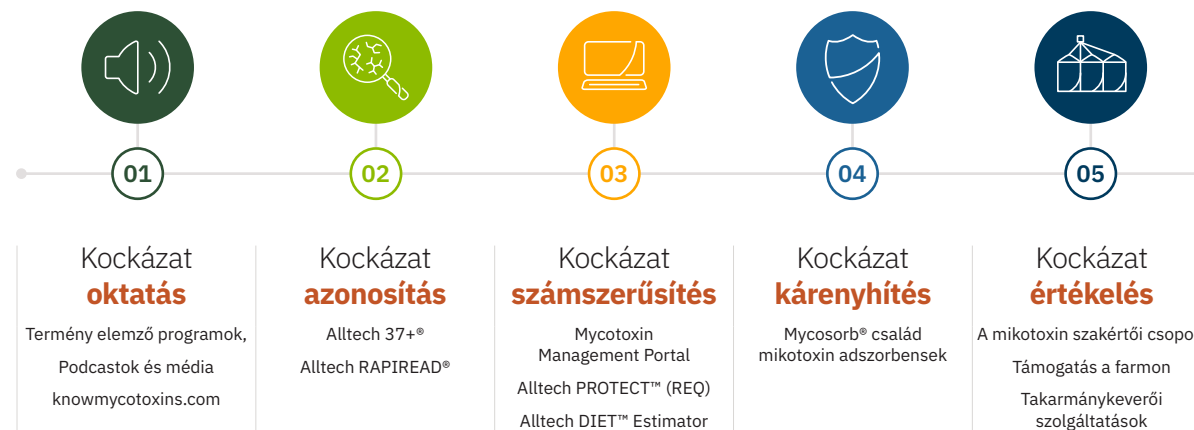 01
02
03
04
05
Kockázat
oktatás
Termény elemző programok,
Podcastok és média
knowmycotoxins.com
Kockázat
azonosítás
Alltech 37+®
Alltech RAPIREAD®
Kockázat
számszerűsítés
Mycotoxin
Management Portal
Alltech PROTECT™ (REQ)
Alltech DIET™ Estimator
Kockázat
kárenyhítés
Mycosorb® család
mikotoxin adszorbensek
Kockázat
értékelés
A mikotoxin szakértői csopo
Támogatás a farmon
Takarmánykeverői
szolgáltatások